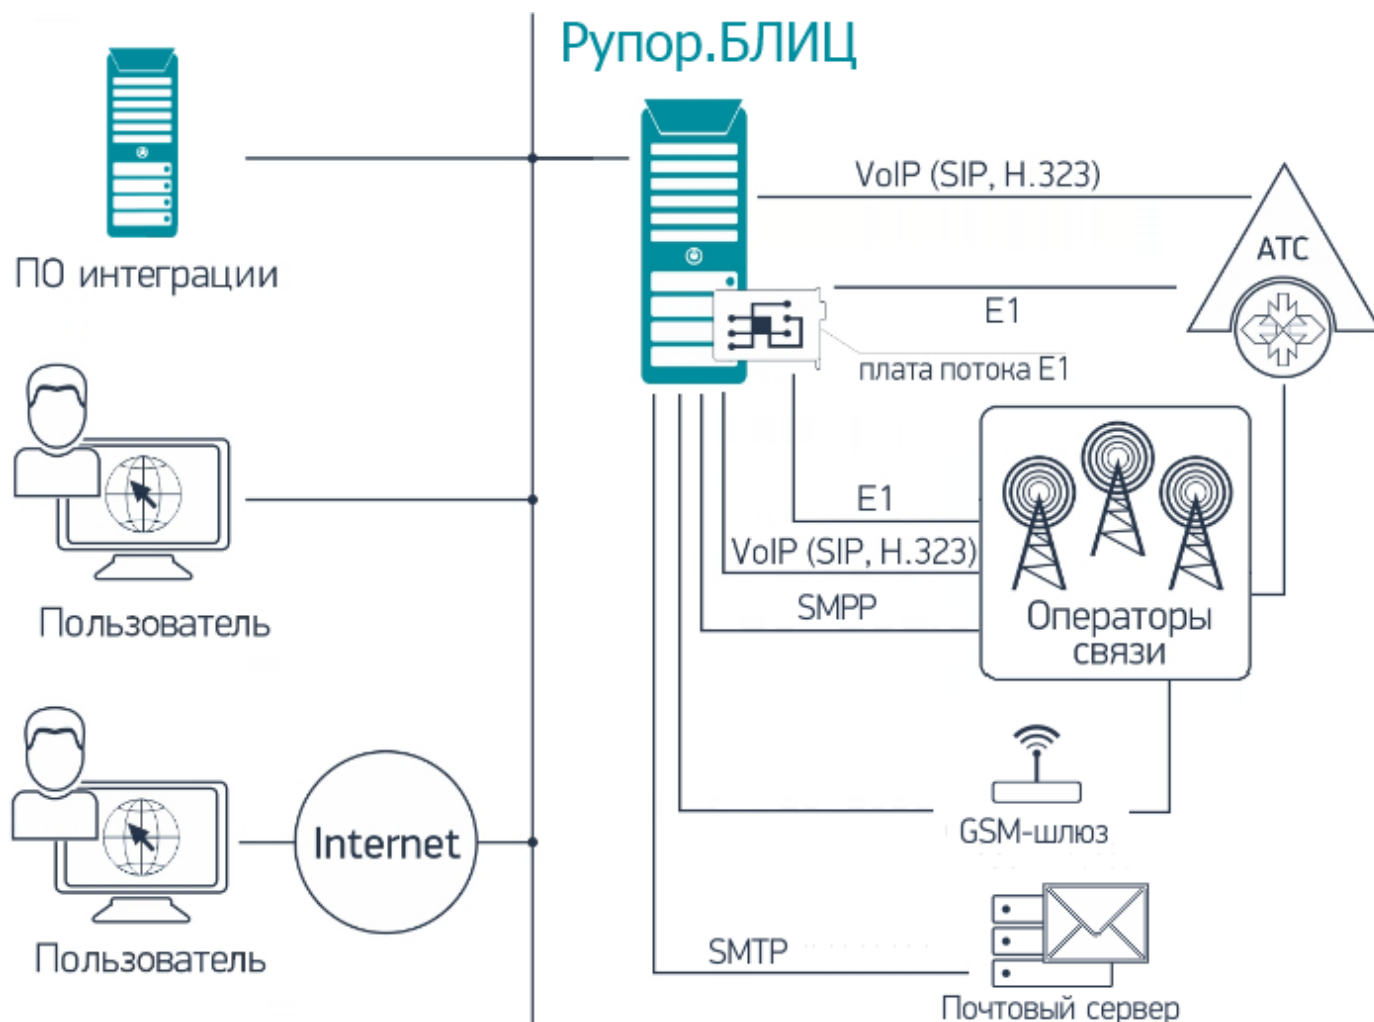 Рупор.БЛИЦ
VoIP (SIP, H.323)
АТС
ПО интеграции
E1
плата потока E1
E1
VoIP (SIP, H.323)
SMPP
Операторы
связи
Пользователь
Internet
GSM-шлюз
Пользователь
SMTP
Почтовый сервер